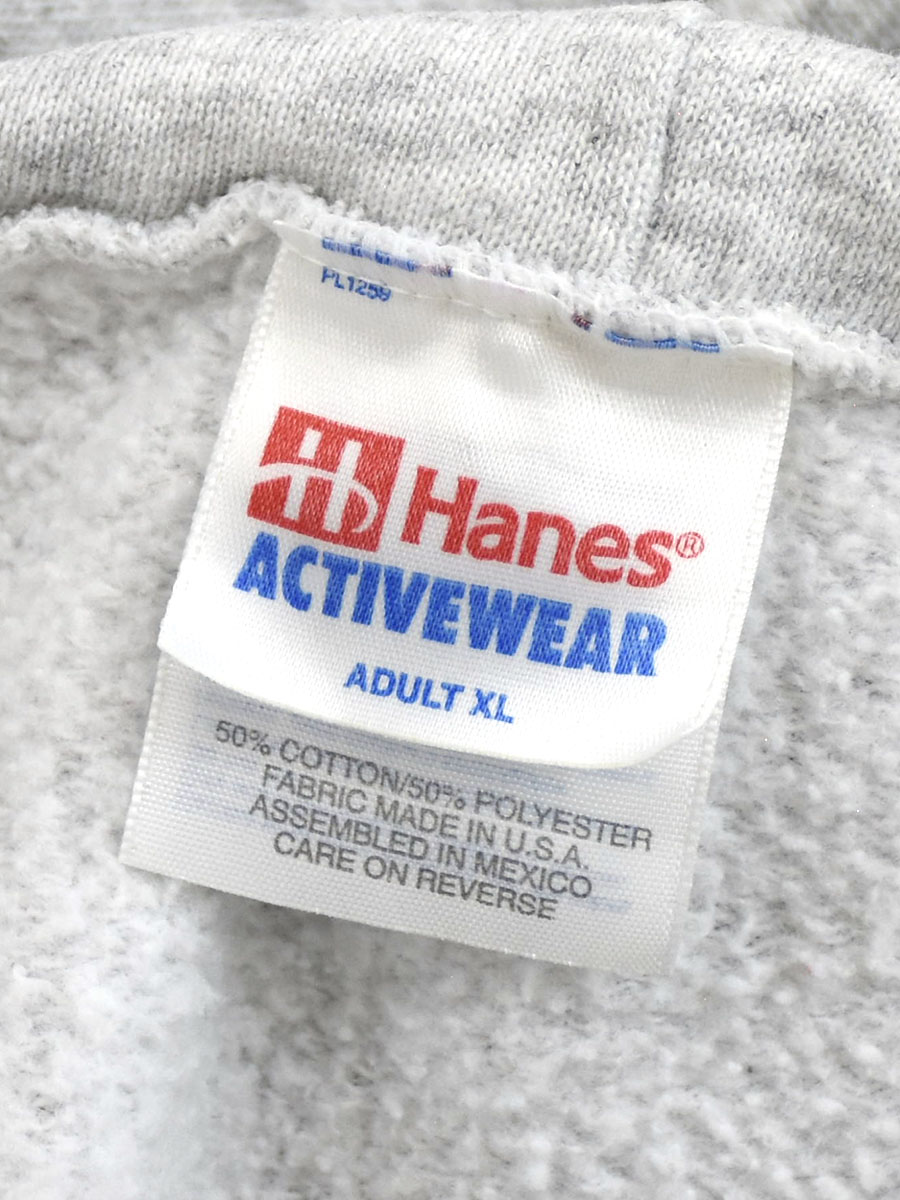 PL1259
Hanes®
ACTIVEWEAR
ADULT XL
50% COTTON/50% POLYESTER
FABRIC MADE IN U.S.A.
ASSEMBLED IN MEXICO
CARE ON REVERSE